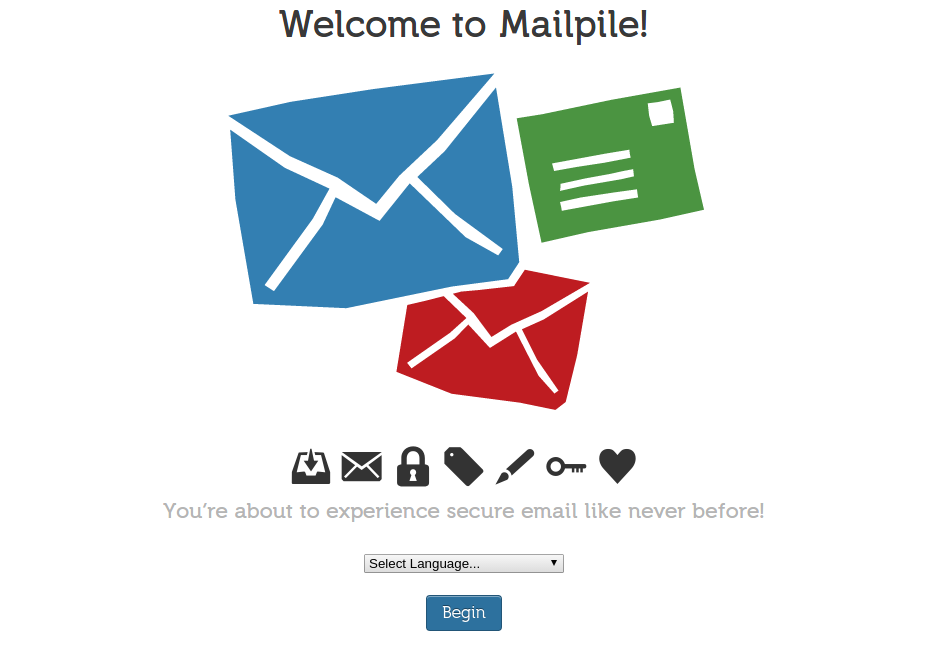 Welcome to Mailpile!
You're about to experience secure email like never before!
Select Language...
Begin